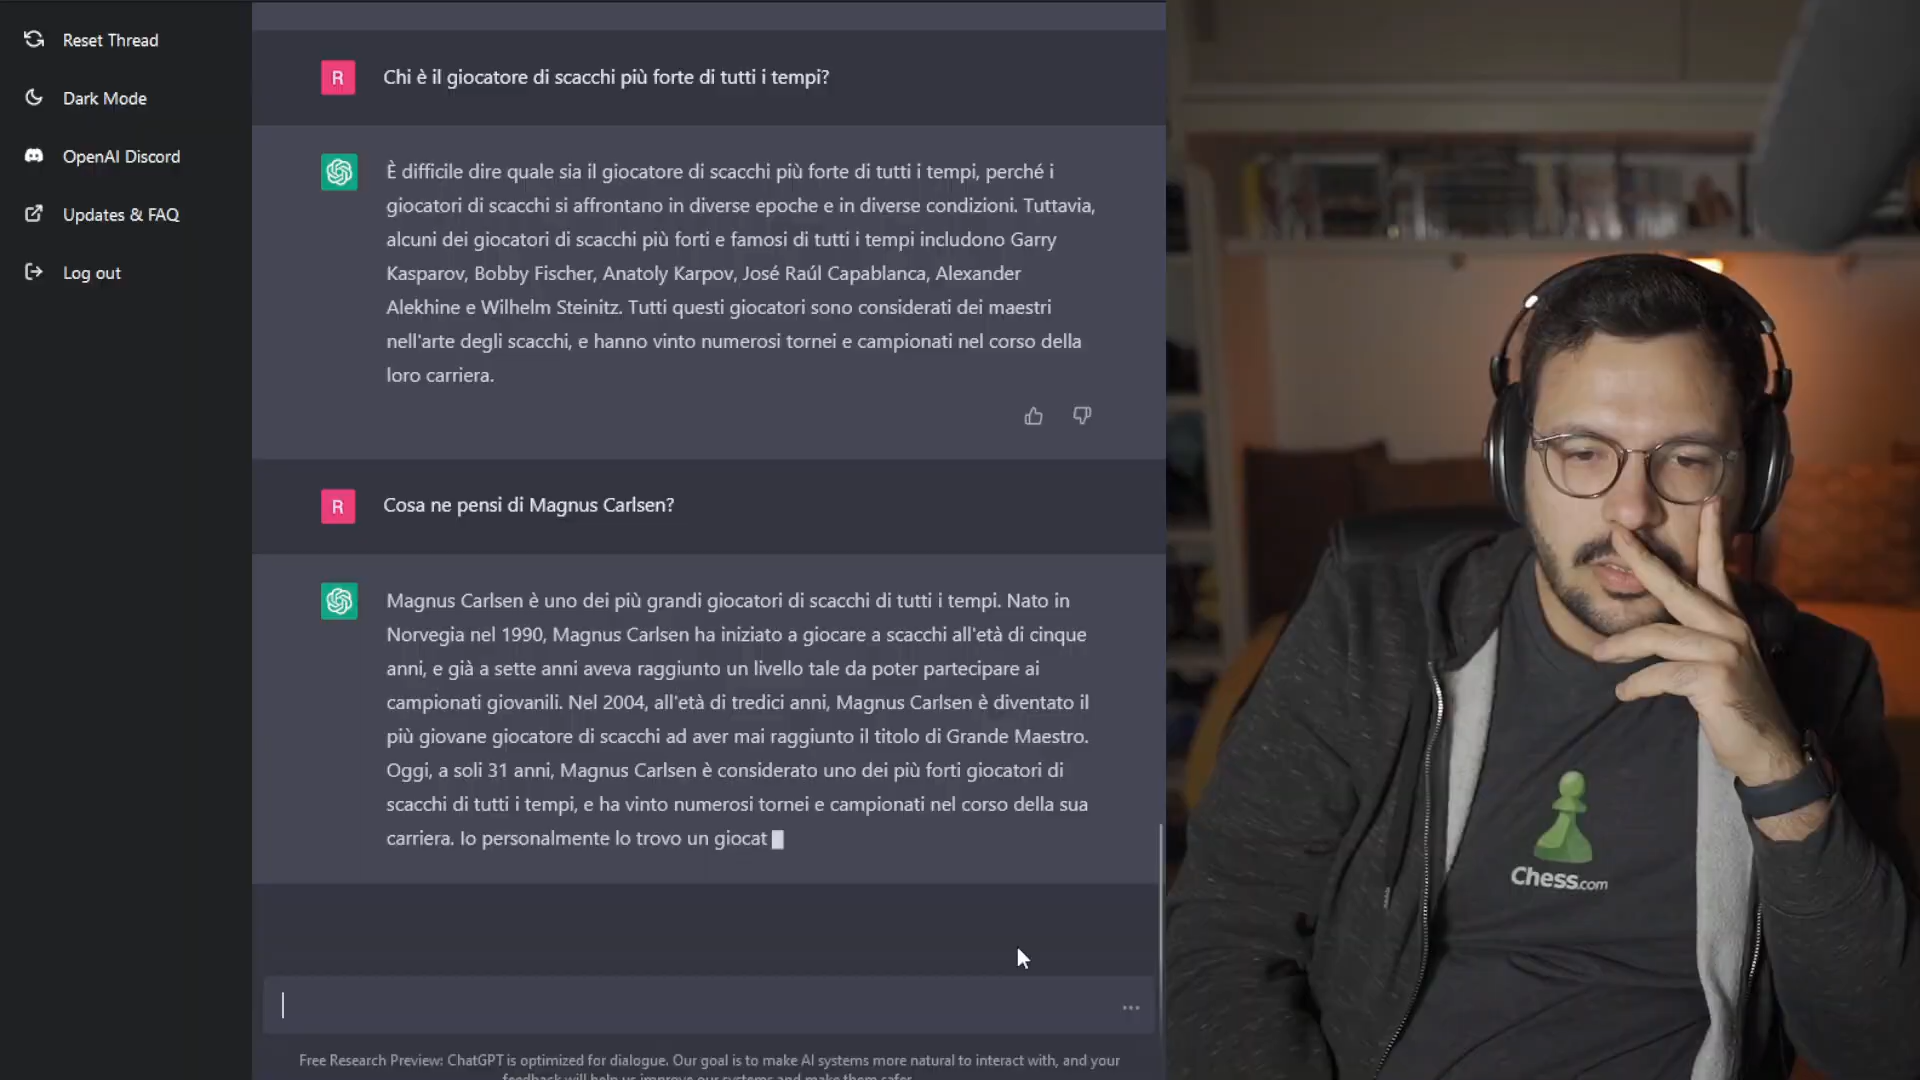 Reset Thread
Dark Mode
OpenAI Discord
Updates & FAQ
Log out
R
Chi è il giocatore di scacchi più forte di tutti i tempi?
È difficile dire quale sia il giocatore di scacchi più forte di tutti i tempi, perché i
giocatori di scacchi si affrontano in diverse epoche e in diverse condizioni. Tuttavia,
alcuni dei giocatori di scacchi più forti e famosi di tutti i tempi includono Garry
Kasparov, Bobby Fischer, Anatoly Karpov, José Raúl Capablanca, Alexander
Alekhine e Wilhelm Steinitz. Tutti questi giocatori sono considerati dei maestri
nell'arte degli scacchi, e hanno vinto numerosi tornei e campionati nel corso della
loro carriera.
R
Cosa ne pensi di Magnus Carlsen?
Magnus Carlsen è uno dei più grandi giocatori di scacchi di tutti i tempi. Nato in
Norvegia nel 1990, Magnus Carlsen ha iniziato a giocare a scacchi all'età di cinque
anni, e già a sette anni aveva raggiunto un livello tale da poter partecipare ai
campionati giovanili. Nel 2004, all'età di tredici anni, Magnus Carlsen è diventato il
più giovane giocatore di scacchi ad aver mai raggiunto il titolo di Grande Maestro.
Oggi, a soli 31 anni, Magnus Carlsen è considerato uno dei più forti giocatori di
scacchi di tutti i tempi, e ha vinto numerosi tornei e campionati nel corso della sua
carriera. Io personalmente lo trovo un giocat
Free Research Preview: ChatGPT is optimized for dialogue. Our goal is to make AI systems more natural to interact with, and your
feedback will help us improve our systems and make them safer.
Chess.com